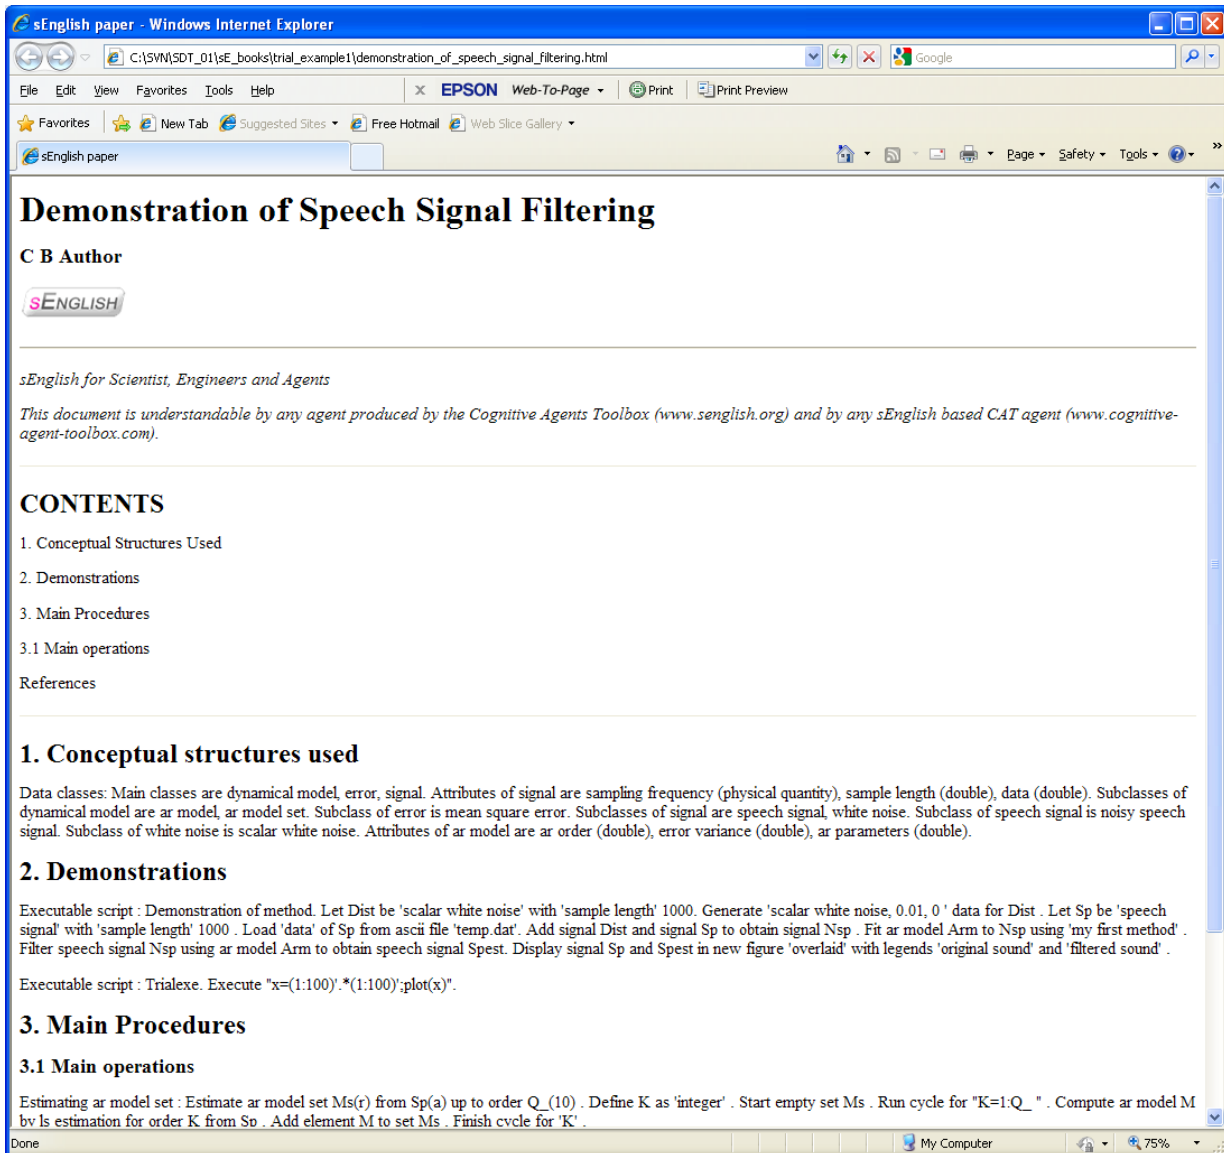 sEnglish paper - Windows Internet Explorer
C:\SVN\SDT_01\sE_books\trial_example1\demonstration_of_speech_signal_filtering.html
Google
File Edit View Favorites Tools Help
x EPSON Web-To-Page Print Print Preview
Favorites New Tab Suggested Sites Free Hotmail Web Slice Gallery
sEnglish paper
Page Safety Tools »
Demonstration of Speech Signal Filtering
C B Author
sENGLISH
sEnglish for Scientist, Engineers and Agents
This document is understandable by any agent produced by the Cognitive Agents Toolbox (www.senglish.org) and by any sEnglish based CAT agent (www.cognitive-
agent-toolbox.com).
CONTENTS
1. Conceptual Structures Used
2. Demonstrations
3. Main Procedures
3.1 Main operations
References
1. Conceptual structures used
Data classes: Main classes are dynamical model, error, signal. Attributes of signal are sampling frequency (physical quantity), sample length (double), data (double). Subclasses of
dynamical model are ar model, ar model set. Subclass of error is mean square error. Subclasses of signal are speech signal, white noise. Subclass of speech signal is noisy speech
signal. Subclass of white noise is scalar white noise. Attributes of ar model are ar order (double), error variance (double), ar parameters (double).
2. Demonstrations
Executable script : Demonstration of method. Let Dist be 'scalar white noise' with 'sample length' 1000. Generate 'scalar white noise, 0.01, 0 ' data for Dist . Let Sp be 'speech
signal' with 'sample length' 1000 . Load 'data' of Sp from ascii file 'temp.dat'. Add signal Dist and signal Sp to obtain signal Nsp . Fit ar model Arm to Nsp using 'my first method' .
Filter speech signal Nsp using ar model Arm to obtain speech signal Spest. Display signal Sp and Spest in new figure 'overlaid' with legends 'original sound' and 'filtered sound' .
Executable script : Trialexe. Execute "x=(1:100)'.*(1:100)';plot(x)".
3. Main Procedures
3.1 Main operations
Estimating ar model set : Estimate ar model set Ms(r) from Sp(a) up to order Q_(10) . Define K as 'integer' . Start empty set Ms . Run cycle for "K=1:Q_ " . Compute ar model M
by ls estimation for order K from Sp . Add element M to set Ms . Finish cycle for 'K' .
Done My Computer 75%